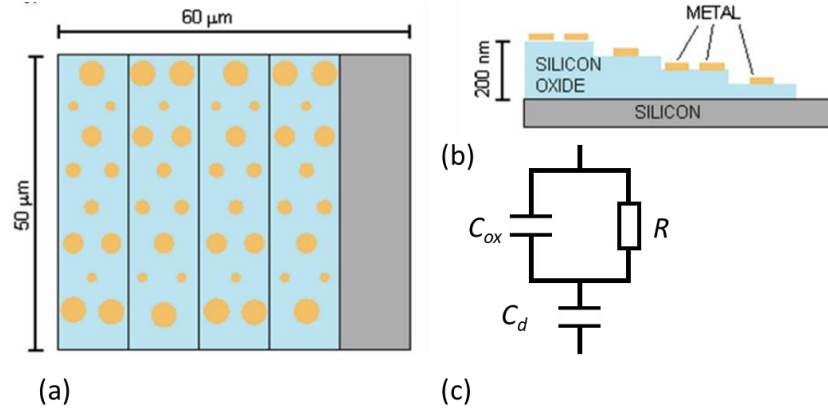 60 µm
50 µm
(a)
METAL
200 nm
SILICON
OXIDE
SILICON
(b)
Cox
R
Cd
(c)